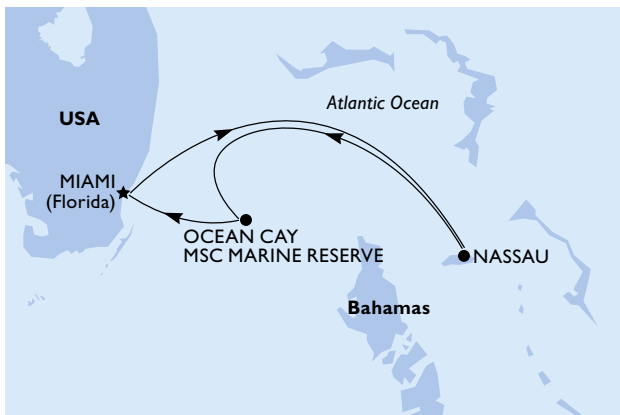 Atlantic Ocean
USA
MIAMI
(Florida)
OCEAN CAY
MSC MARINE RESERVE
NASSAU
Bahamas